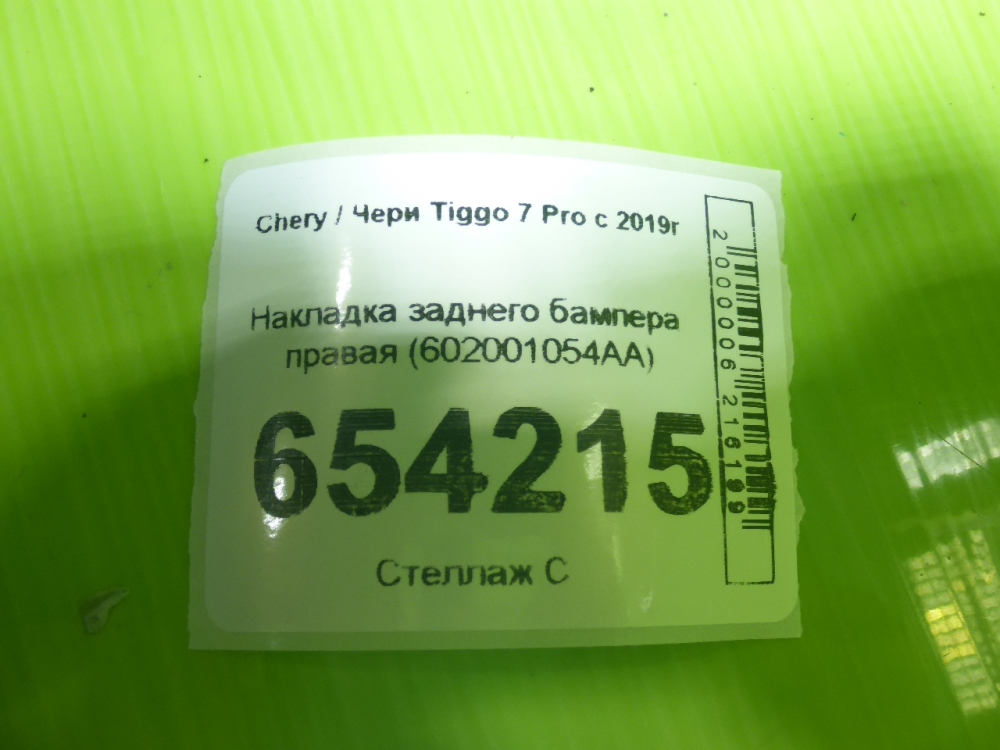 Chery / Чери Tiggo 7 Pro с 2019г
Накладка заднего бампера
правая (602001054AA)
654215
Стеллаж С
2000006216199